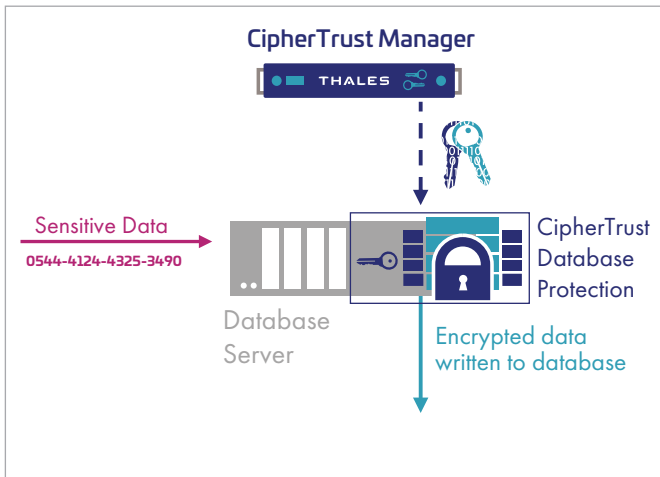 CipherTrust Manager
THALES
Sensitive Data
0544-4124-4325-3490
CipherTrust
Database
Protection
Database
Server
Encrypted data
written to database